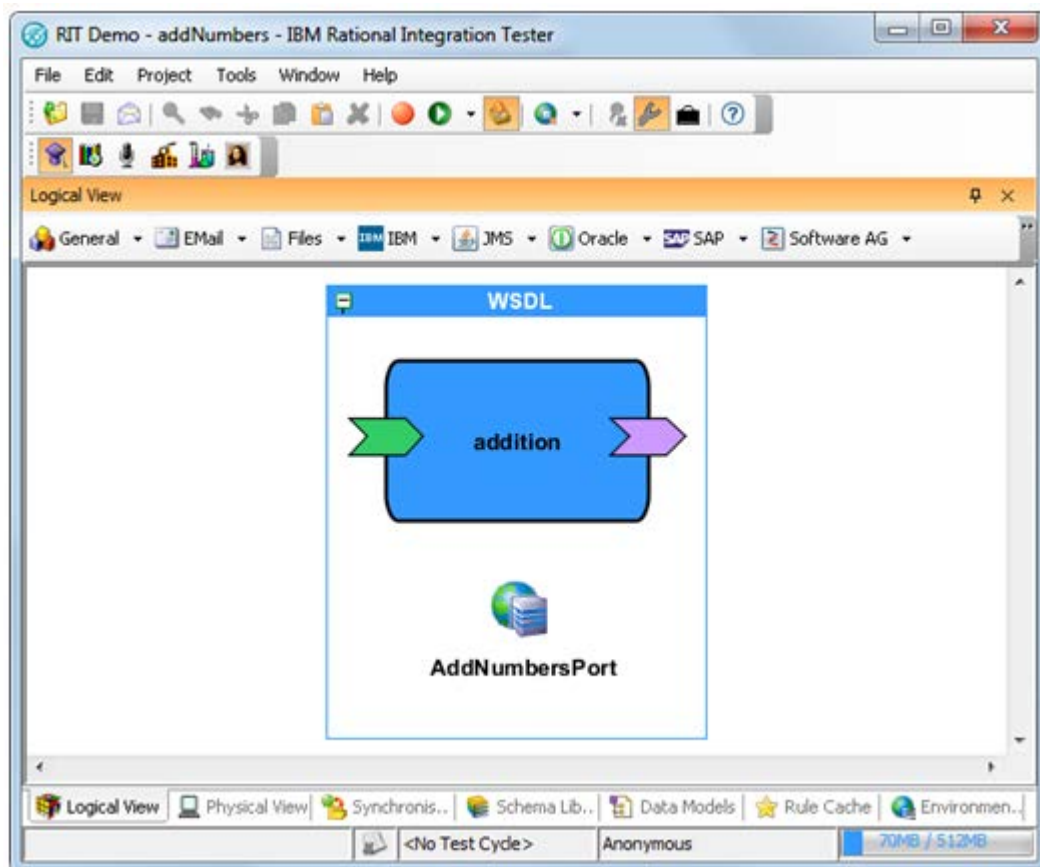 RIT Demo - addNumbers - IBM Rational Integration Tester
File Edit Project Tools Window Help
Logical View
General EMail Files IBM IBM JMS Oracle SAP SAP Software AG
WSDL
addition
AddNumbersPort
Logical View Physical View Synchronis.. Schema Lib.. Data Models Rule Cache Environmen..
<No Test Cycle> Anonymous 70MB / 512MB